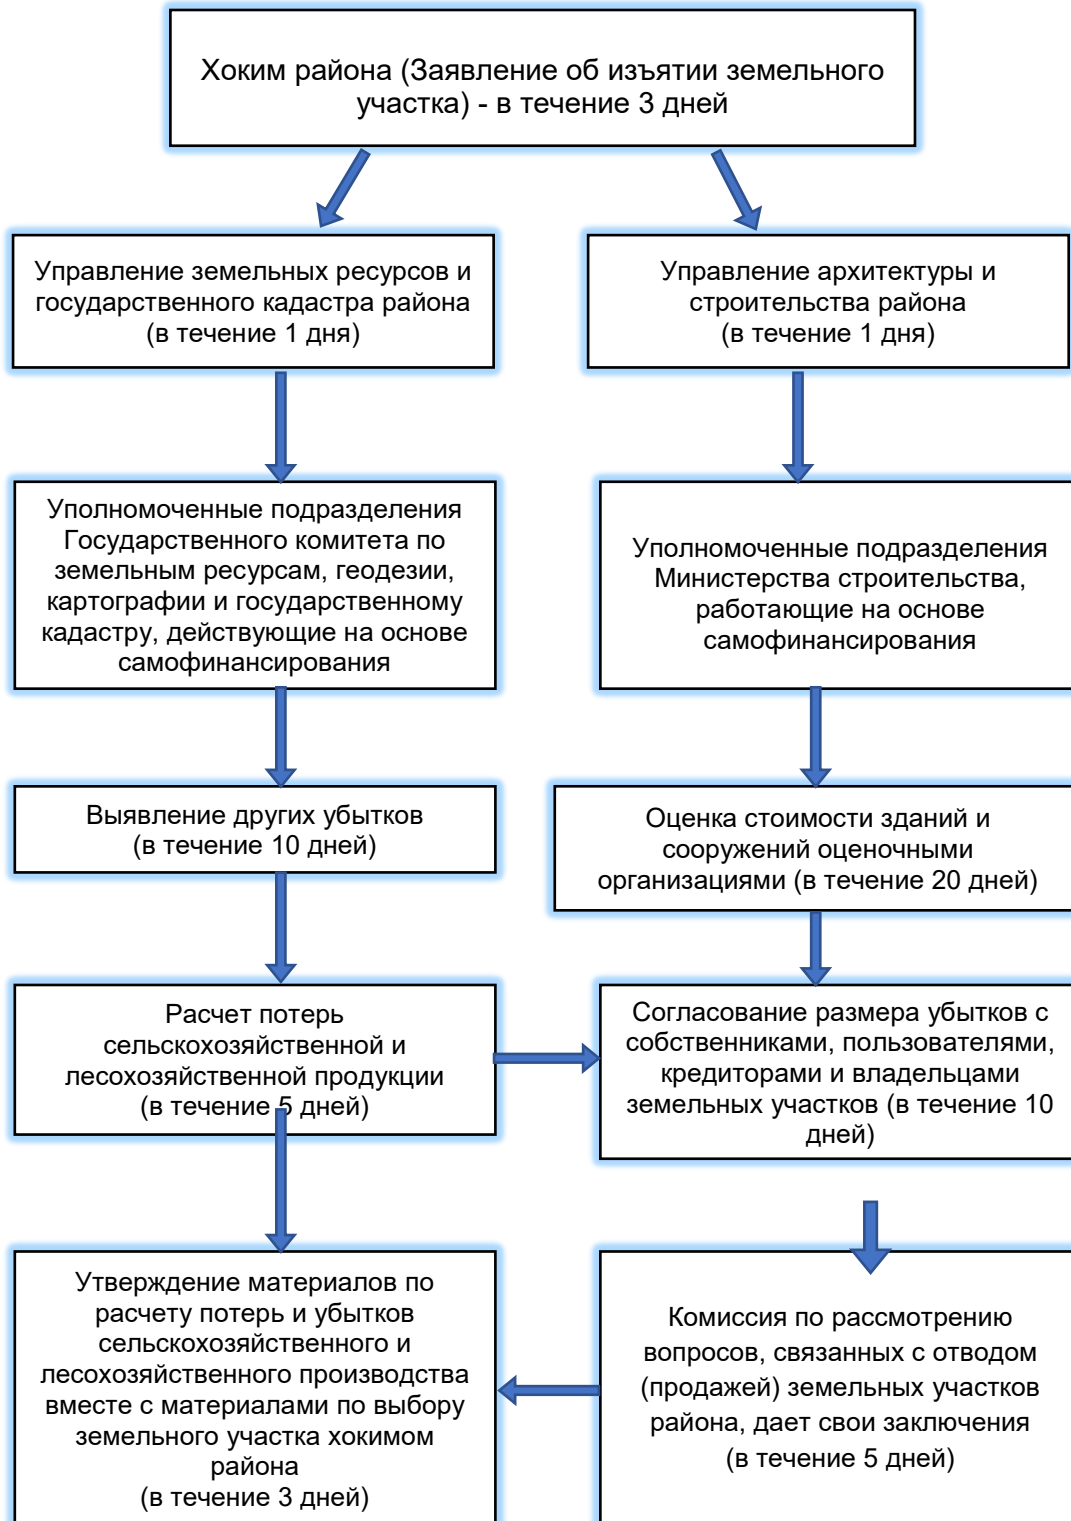 Хоким района (Заявление об изъятии земельного
участка) - в течение 3 дней
Управление земельных ресурсов и
государственного кадастра района
(в течение 1 дня)
Управление архитектуры и
строительства района
(в течение 1 дня)
Уполномоченные подразделения
Государственного комитета по
земельным ресурсам, геодезии,
картографии и государственному
кадастру, действующие на основе
самофинансирования
Уполномоченные подразделения
Министерства строительства,
работающие на основе
самофинансирования
Выявление других убытков
(в течение 10 дней)
Оценка стоимости зданий и
сооружений оценочными
организациями (в течение 20 дней)
Расчет потерь
сельскохозяйственной и
лесохозяйственной продукции
(в течение 5 дней)
Согласование размера убытков с
собственниками, пользователями,
кредиторами и владельцами
земельных участков (в течение 10
дней)
Утверждение материалов по
расчету потерь и убытков
сельскохозяйственного и
лесохозяйственного производства
вместе с материалами по выбору
земельного участка хокимом
района
(в течение 3 дней)
Комиссия по рассмотрению
вопросов, связанных с отводом
(продажей) земельных участков
района, дает свои заключения
(в течение 5 дней)